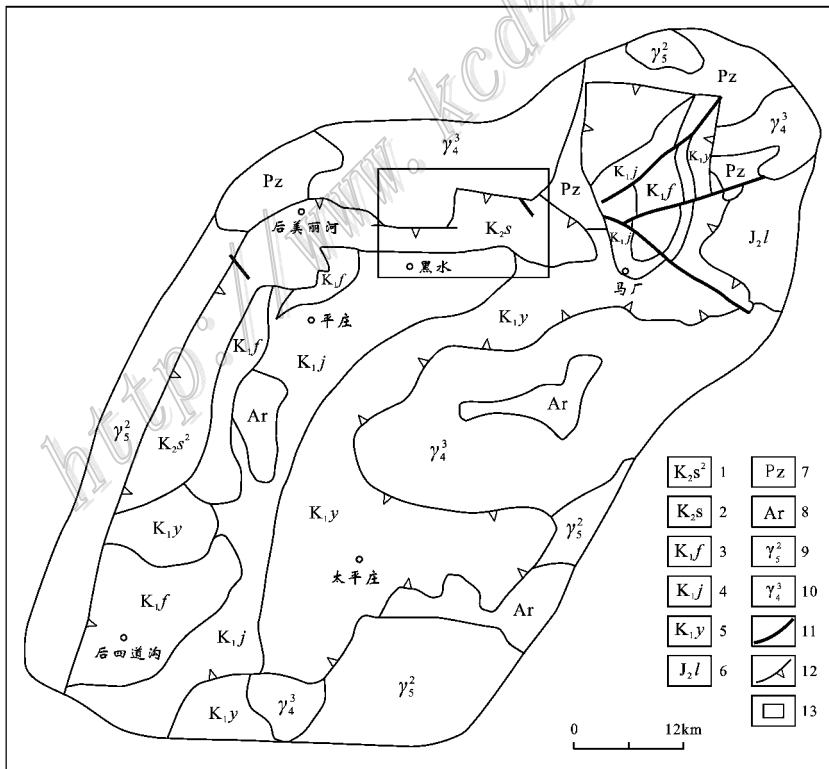 γ₅²
Pz
γ₄³
γ₄³
Pz
K₁j
K₁y
Pz
K₁f
Pz
后美丽河
K₂s
K₁j
J₂l
黑水
马厂
K₁f
平庄
K₁y
K₁f
K₁j
Ar
Ar
γ₅²
K₂s²
γ₄³
K₁y
K₁y
γ₅²
太平庄
K₁f
Ar
后四道沟
K₁j
γ₅²
K₁y
γ₄³
K₂s² 1
K₂s 2
K₁f 3
K₁j 4
K₁y 5
J₂l 6
Pz 7
Ar 8
γ₅² 9
γ₄³ 10
11
12
13
0 12km
http://www.kcdz